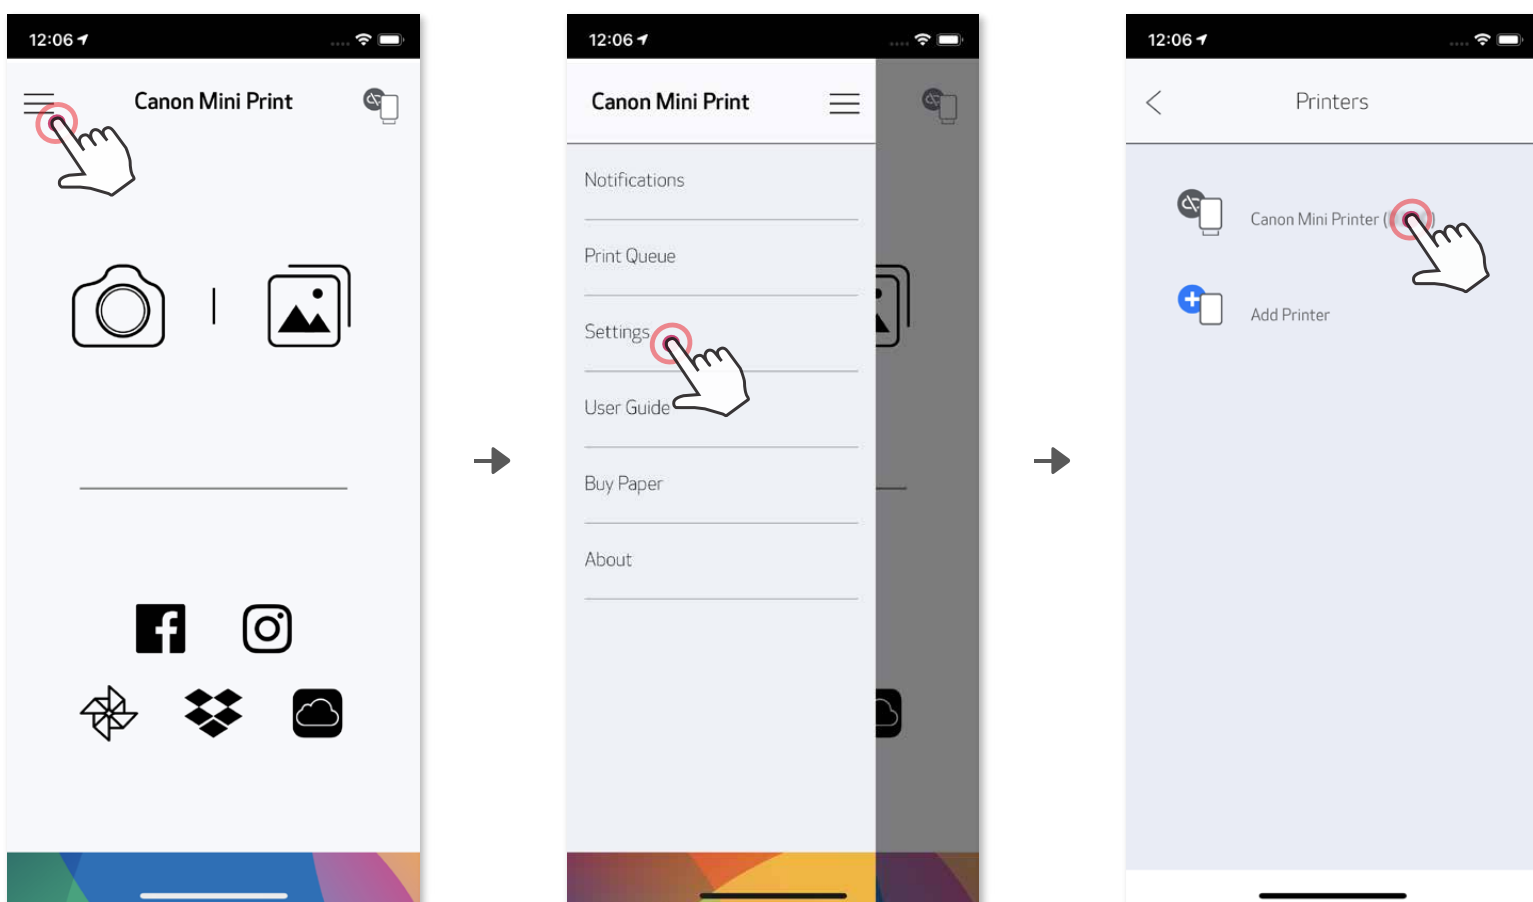 12:06
Canon Mini Print
12:06
Canon Mini Print
Notifications
Print Queue
Settings
User Guide
Buy Paper
About
12:06
Printers
Canon Mini Printer ( )
Add Printer